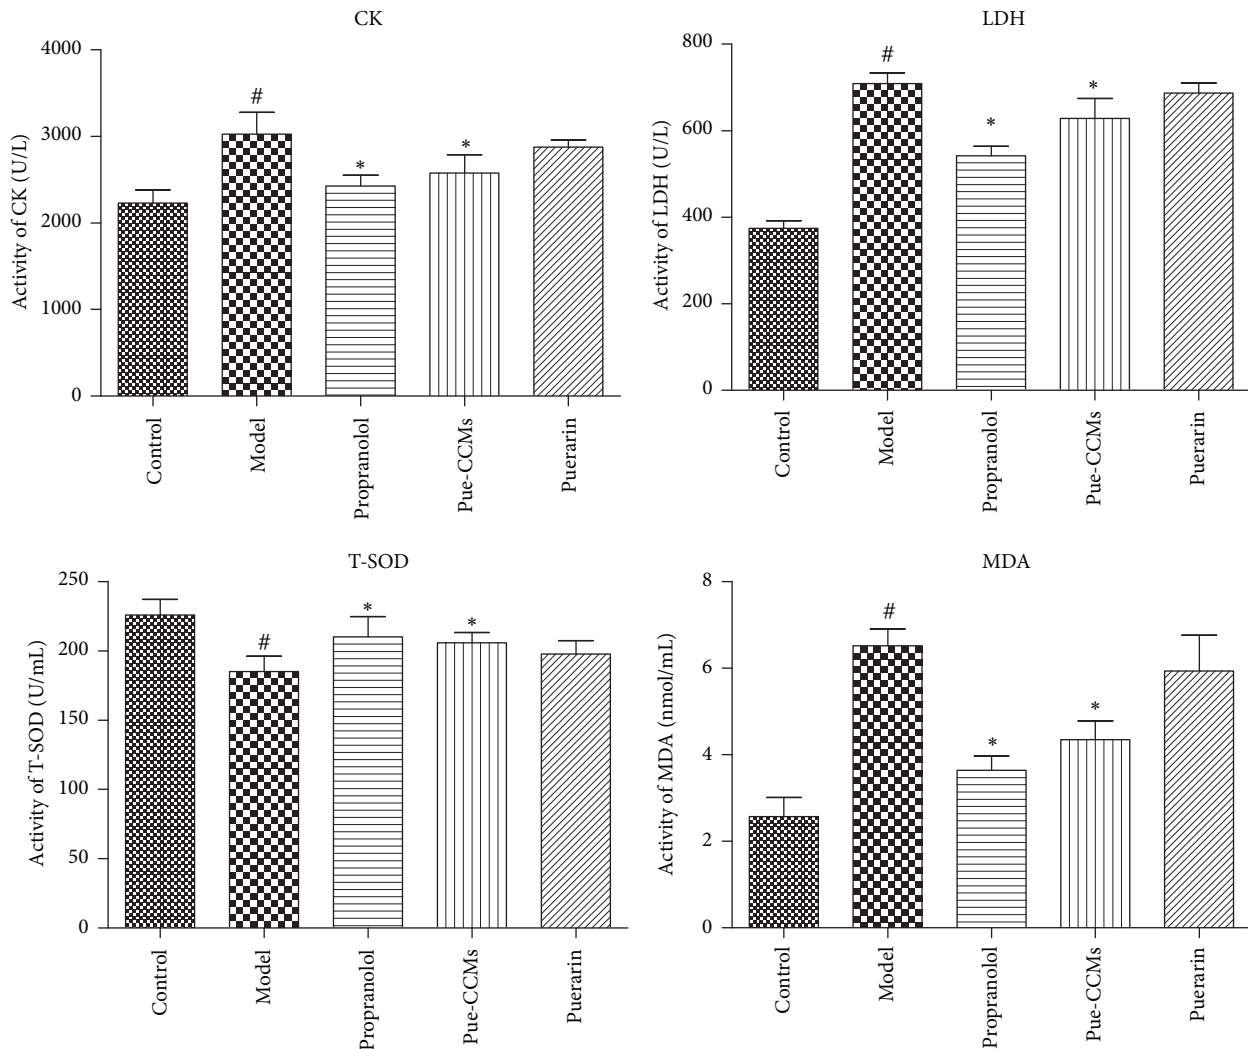 CK
Activity of CK (U/L)
4000
3000
2000
1000
0
#
*
*
Control
Model
Propranolol
Pue-CCMs
Puerarin
LDH
Activity of LDH (U/L)
800
600
400
200
0
#
*
*
Control
Model
Propranolol
Pue-CCMs
Puerarin
T-SOD
Activity of T-SOD (U/mL)
250
200
150
100
50
0
#
*
*
Control
Model
Propranolol
Pue-CCMs
Puerarin
MDA
Activity of MDA (nmol/mL)
8
6
4
2
0
#
*
*
Control
Model
Propranolol
Pue-CCMs
Puerarin